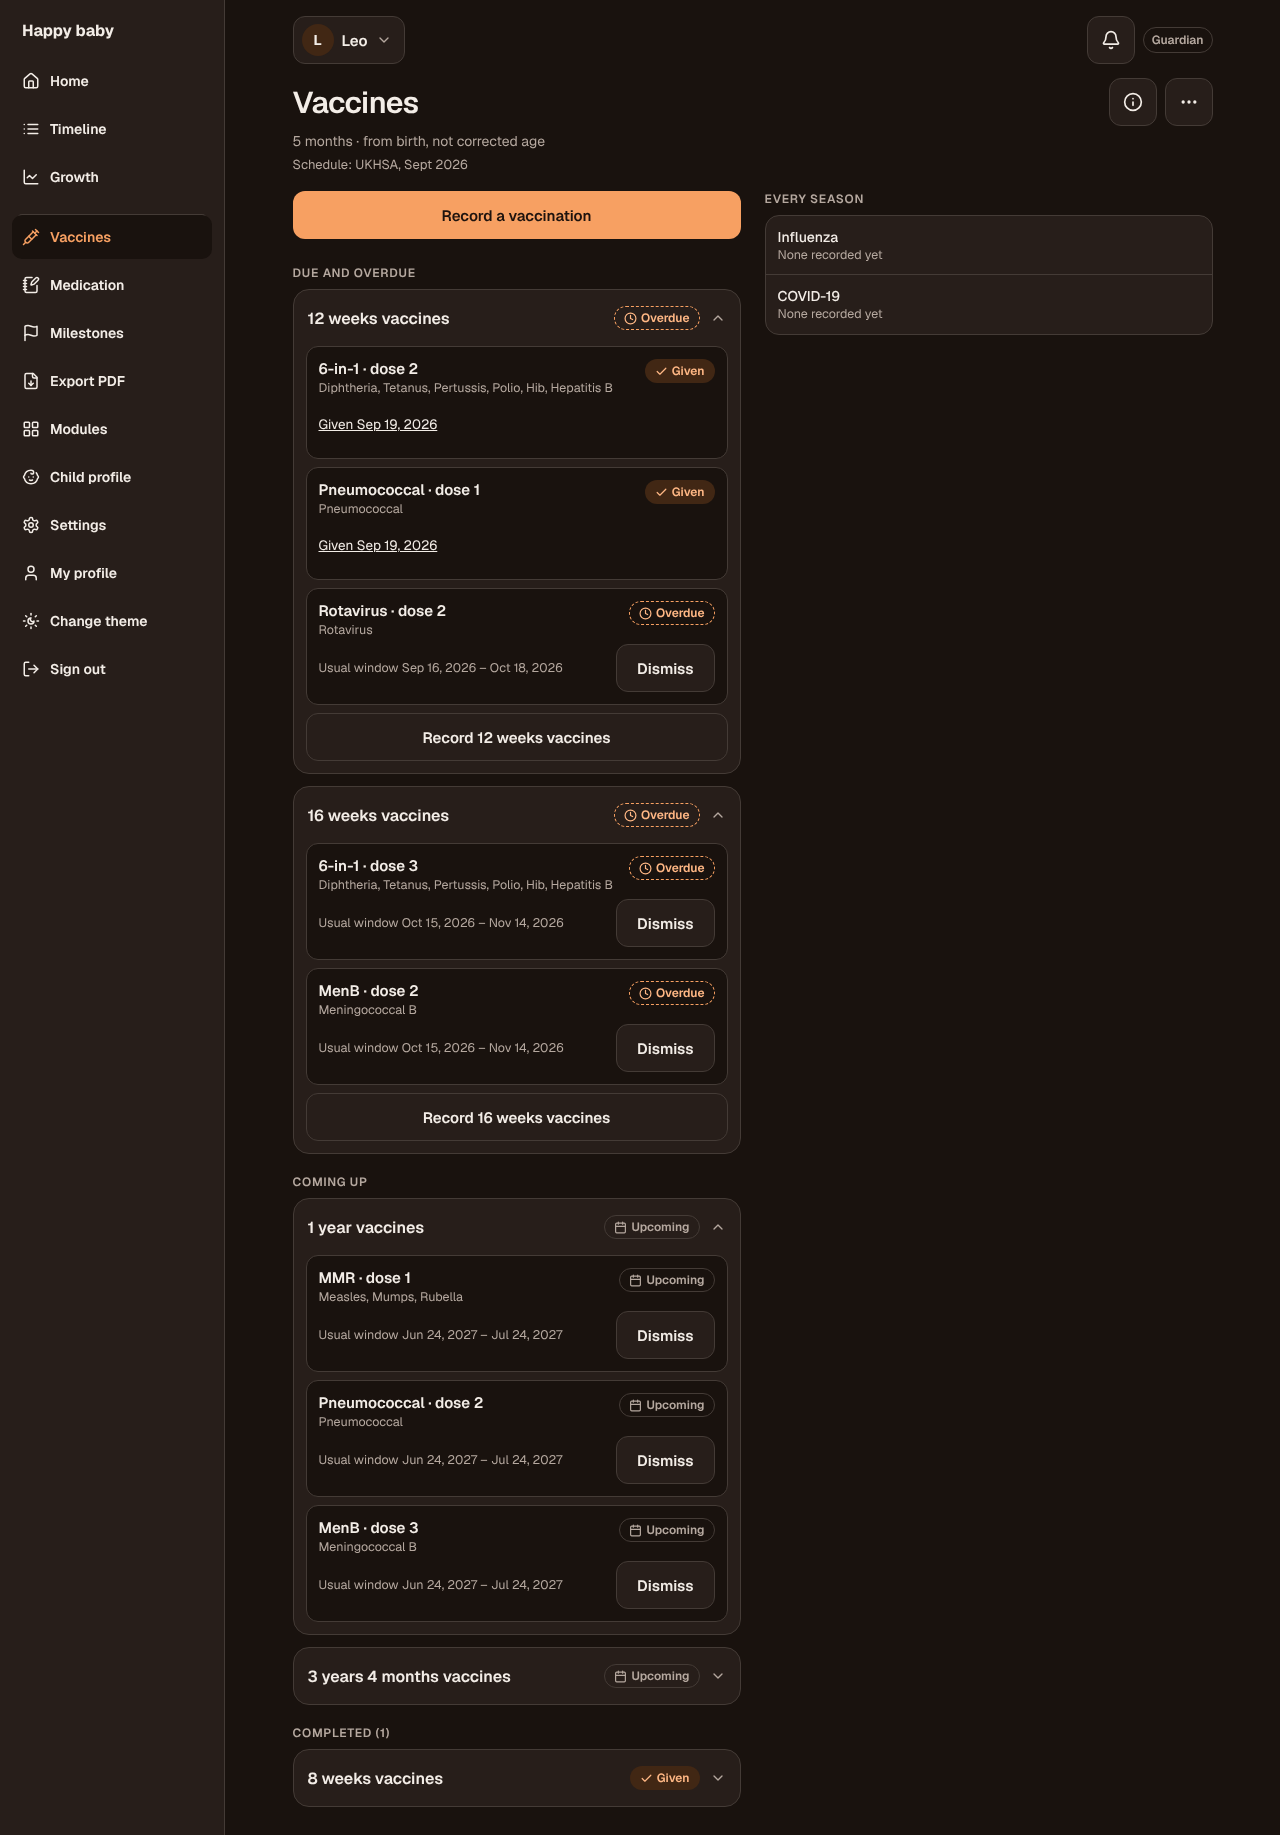 Happy baby
Home
Timeline
Growth
Vaccines
Medication
Milestones
Export PDF
Modules
Child profile
Settings
My profile
Change theme
Sign out
L Leo
Guardian
Vaccines
5 months · from birth, not corrected age
Schedule: UKHSA, Sept 2026
Record a vaccination
DUE AND OVERDUE
12 weeks vaccines Overdue
6-in-1 · dose 2 Given
Diphtheria, Tetanus, Pertussis, Polio, Hib, Hepatitis B
Given Sep 19, 2026
Pneumococcal · dose 1 Given
Pneumococcal
Given Sep 19, 2026
Rotavirus · dose 2 Overdue
Rotavirus
Usual window Sep 16, 2026 – Oct 18, 2026 Dismiss
Record 12 weeks vaccines
16 weeks vaccines Overdue
6-in-1 · dose 3 Overdue
Diphtheria, Tetanus, Pertussis, Polio, Hib, Hepatitis B
Usual window Oct 15, 2026 – Nov 14, 2026 Dismiss
MenB · dose 2 Overdue
Meningococcal B
Usual window Oct 15, 2026 – Nov 14, 2026 Dismiss
Record 16 weeks vaccines
COMING UP
1 year vaccines Upcoming
MMR · dose 1 Upcoming
Measles, Mumps, Rubella
Usual window Jun 24, 2027 – Jul 24, 2027 Dismiss
Pneumococcal · dose 2 Upcoming
Pneumococcal
Usual window Jun 24, 2027 – Jul 24, 2027 Dismiss
MenB · dose 3 Upcoming
Meningococcal B
Usual window Jun 24, 2027 – Jul 24, 2027 Dismiss
3 years 4 months vaccines Upcoming
COMPLETED (1)
8 weeks vaccines Given
EVERY SEASON
Influenza
None recorded yet
COVID-19
None recorded yet